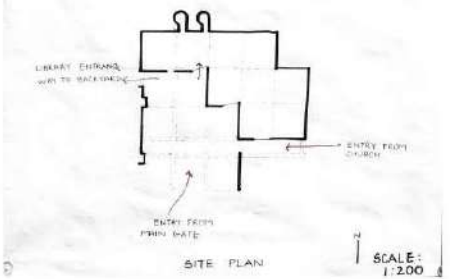 LIBRARY ENTRANCE
WAY TO BACKYARD
ENTRY FROM
CHURCH
ENTRY FROM
MAIN GATE
SITE PLAN
N
SCALE:
1:200